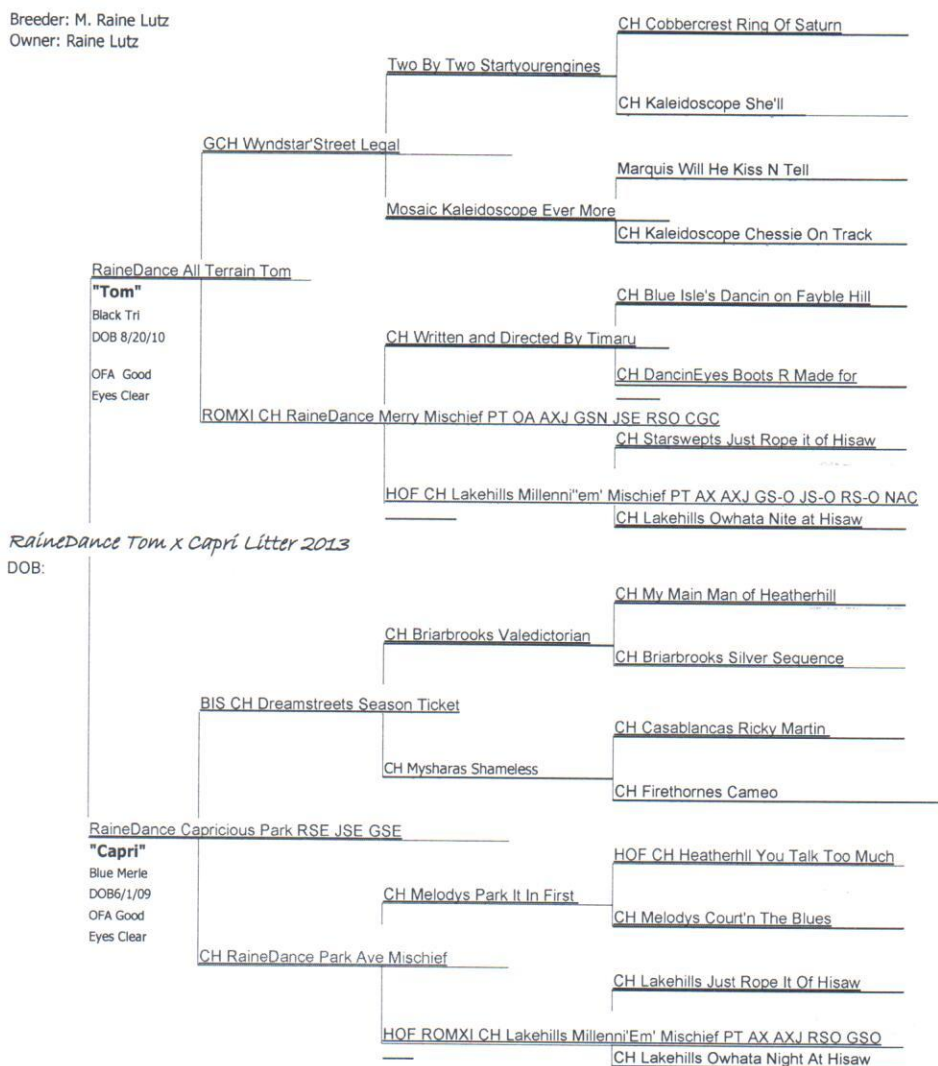 Breeder: M. Raine Lutz
Owner: Raine Lutz
CH Cobbercrest Ring Of Saturn
Two By Two Startyourengines
CH Kaleidoscope She'll
GCH Wyndstar'Street Legal
Marquis Will He Kiss N Tell
Mosaic Kaleidoscope Ever More
CH Kaleidoscope Chessie On Track
RaineDance All Terrain Tom
"Tom"
Black Tri
DOB 8/20/10
OFA Good
Eyes Clear
CH Blue Isle's Dancin on Fayble Hill
CH Written and Directed By Timaru
CH DancinEyes Boots R Made for
ROMXI CH RaineDance Merry Mischief PT OA AXJ GSN JSE RSO CGC
CH Starswepts Just Rope it of Hisaw
HOF CH Lakehills Millenni"em' Mischief PT AX AXJ GS-O JS-O RS-O NAC
CH Lakehills Owhata Nite at Hisaw
RaineDance Tom x Capri Litter 2013
DOB:
CH My Main Man of Heatherhill
CH Briarbrooks Valedictorian
CH Briarbrooks Silver Sequence
BIS CH Dreamstreets Season Ticket
CH Casablancas Ricky Martin
CH Mysharas Shameless
CH Firethornes Cameo
RaineDance Capricious Park RSE JSE GSE
"Capri"
Blue Merle
DOB6/1/09
OFA Good
Eyes Clear
HOF CH Heatherhll You Talk Too Much
CH Melodys Park It In First
CH Melodys Court'n The Blues
CH RaineDance Park Ave Mischief
CH Lakehills Just Rope It Of Hisaw
HOF ROMXI CH Lakehills Millenni'Em' Mischief PT AX AXJ RSO GSO
CH Lakehills Owhata Night At Hisaw